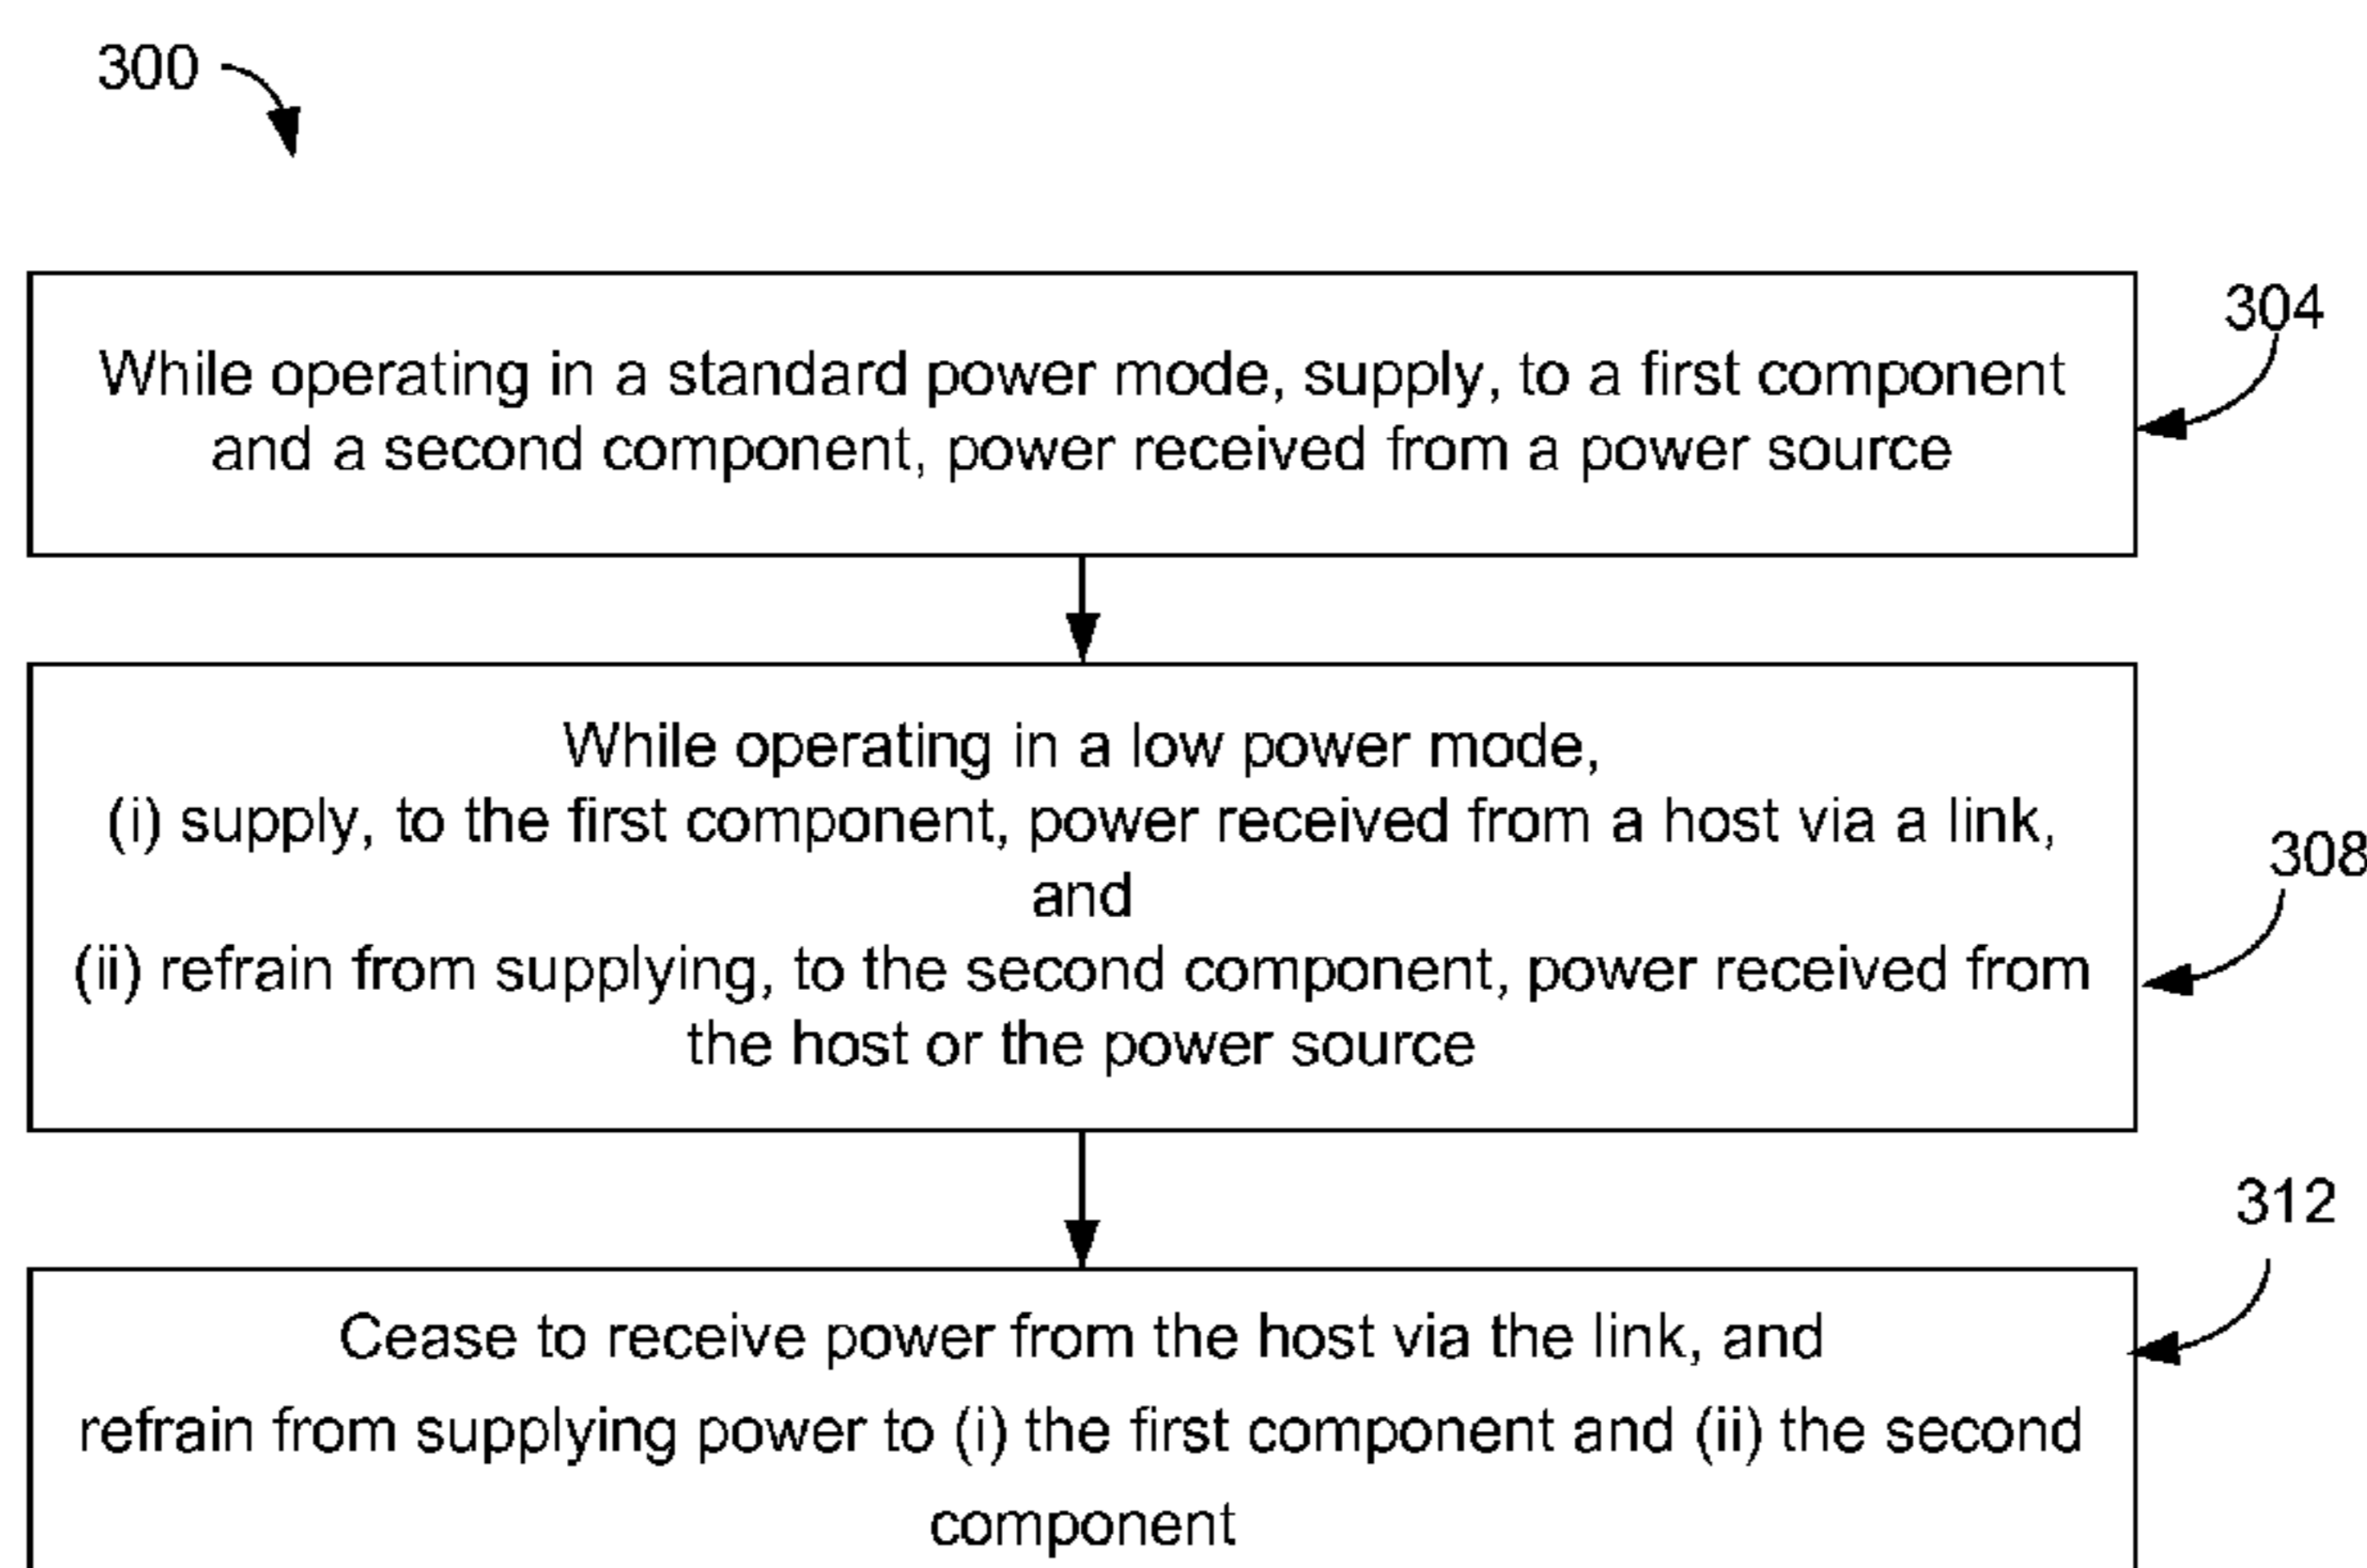 300
304
While operating in a standard power mode, supply, to a first component
and a second component, power received from a power source
While operating in a low power mode,
(i) supply, to the first component, power received from a host via a link,
and
(ii) refrain from supplying, to the second component, power received from
the host or the power source
308
312
Cease to receive power from the host via the link, and
refrain from supplying power to (i) the first component and (ii) the second
component